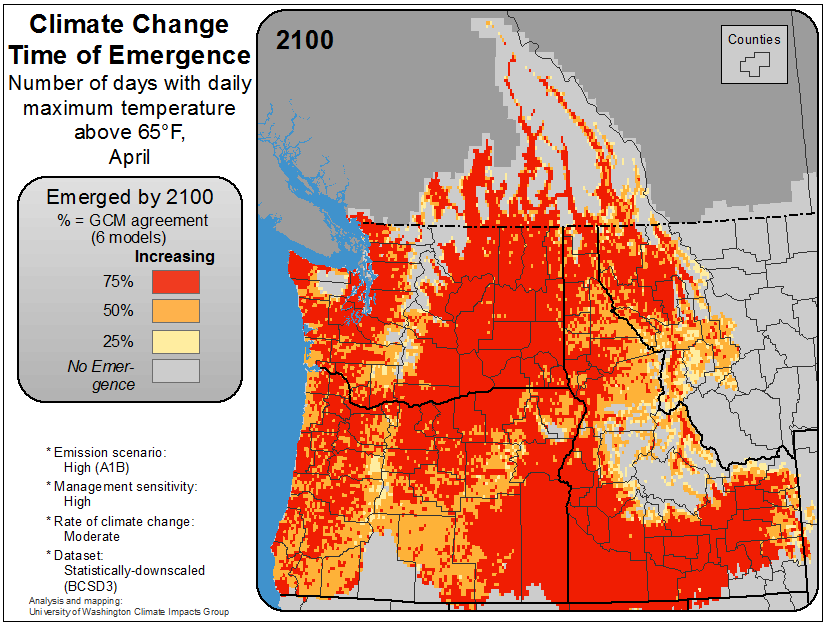 Climate Change
Time of Emergence
Number of days with daily
maximum temperature
above 65°F,
April
Emerged by 2100
% = GCM agreement
(6 models)
Increasing
75%
50%
25%
No Emer-
gence
* Emission scenario:
High (A1B)
* Management sensitivity:
High
* Rate of climate change:
Moderate
* Dataset:
Statistically-downscaled
(BCSD3)
Analysis and mapping:
University of Washington Climate Impacts Group
2100
Counties